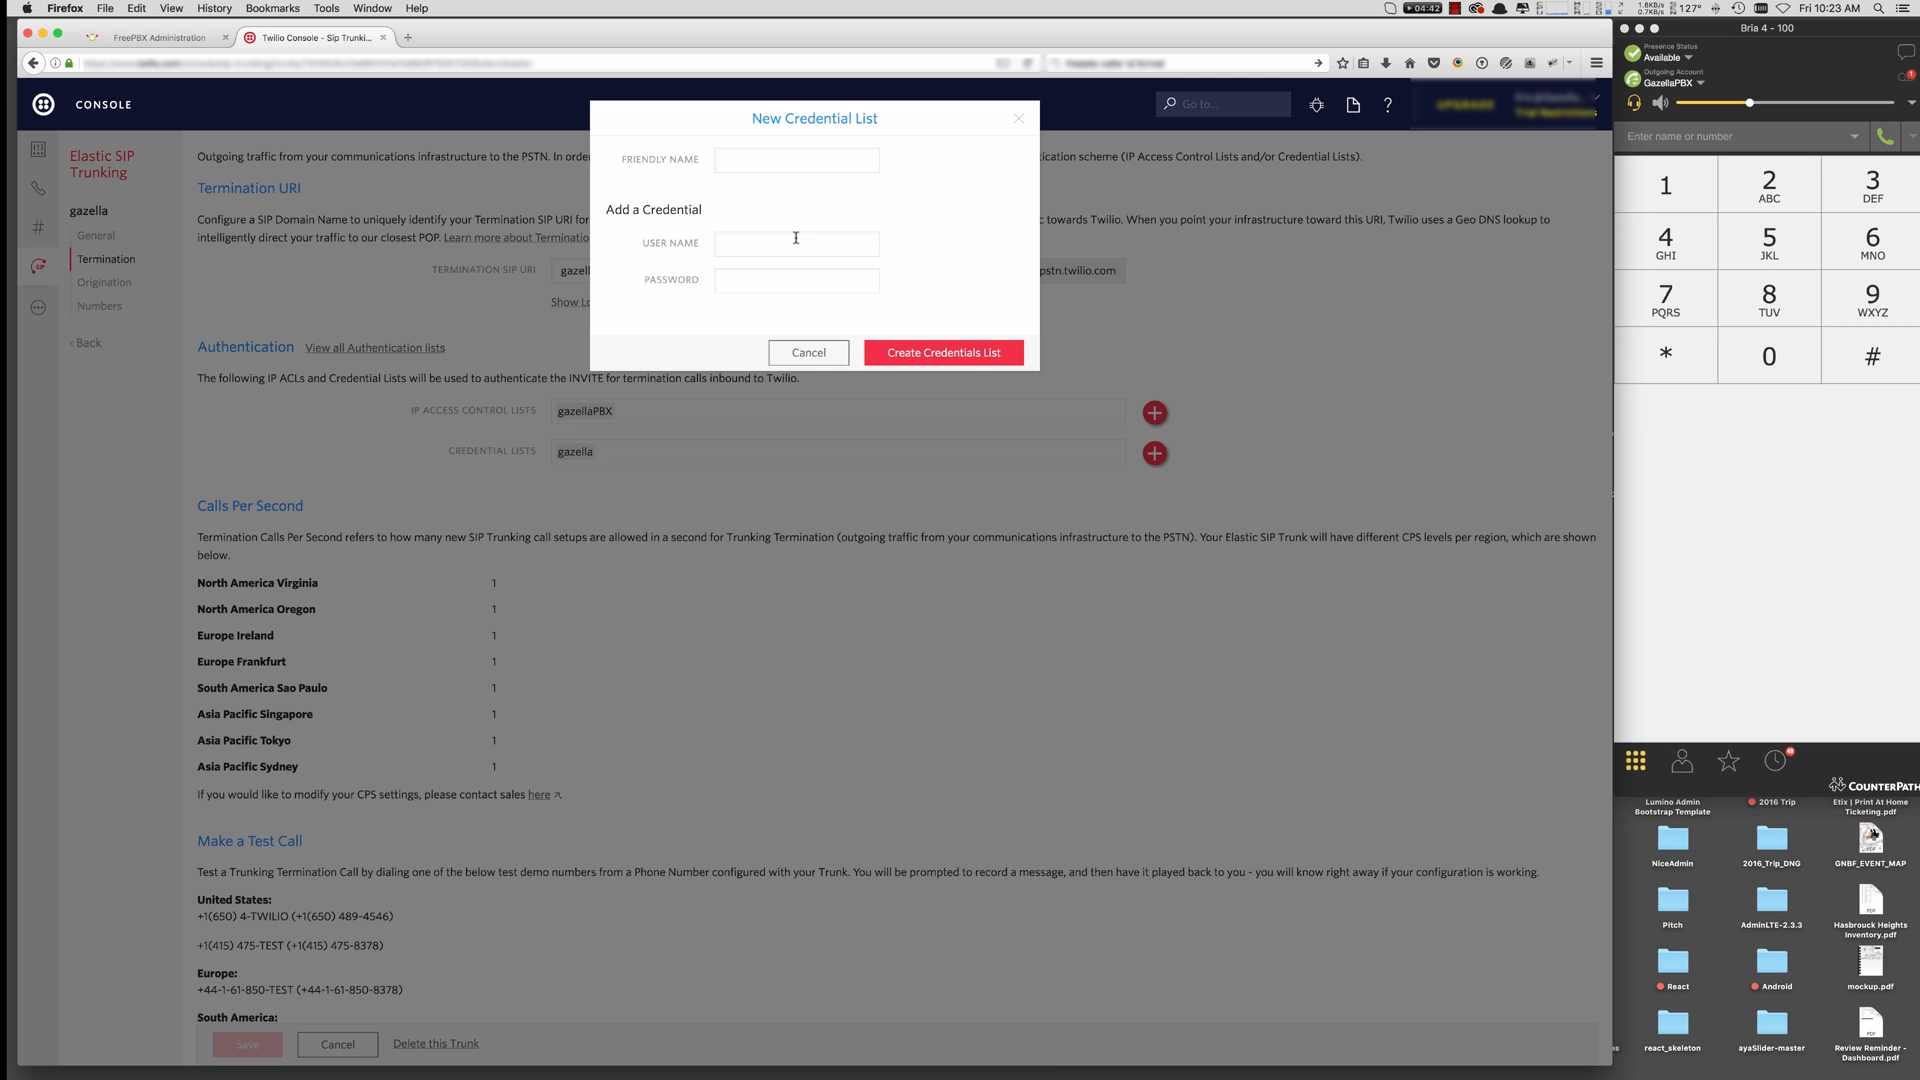 Firefox File Edit View History Bookmarks Tools Window Help
04:42
1.8KB/s
0.7KB/s
127°
Fri 10:23 AM
FreePBX Administration
Twilio Console - Sip Trunki...
Bria 4 - 100
Presence Status
Available
Outgoing Account
GazellaPBX
1
Enter name or number
CONSOLE
Go to...
UPGRADE
Trial Restrictions
New Credential List
FRIENDLY NAME
Add a Credential
USER NAME
PASSWORD
Cancel
Create Credentials List
Elastic SIP
Trunking
gazella
General
Termination
Origination
Numbers
‹ Back
Outgoing traffic from your communications infrastructure to the PSTN. In orde
ication scheme (IP Access Control Lists and/or Credential Lists).
Termination URI
Configure a SIP Domain Name to uniquely identify your Termination SIP URI for
towards Twilio. When you point your infrastructure toward this URI, Twilio uses a Geo DNS lookup to
intelligently direct your traffic to our closest POP. Learn more about Terminatio
TERMINATION SIP URI
gazell
pstn.twilio.com
Show Lo
Authentication
View all Authentication lists
The following IP ACLs and Credential Lists will be used to authenticate the INVITE for termination calls inbound to Twilio.
IP ACCESS CONTROL LISTS
gazellaPBX
CREDENTIAL LISTS
gazella
Calls Per Second
Termination Calls Per Second refers to how many new SIP Trunking call setups are allowed in a second for Trunking Termination (outgoing traffic from your communications infrastructure to the PSTN). Your Elastic SIP Trunk will have different CPS levels per region, which are shown
below.
North America Virginia 1
North America Oregon 1
Europe Ireland 1
Europe Frankfurt 1
South America Sao Paulo 1
Asia Pacific Singapore 1
Asia Pacific Tokyo 1
Asia Pacific Sydney 1
If you would like to modify your CPS settings, please contact sales here
Make a Test Call
Test a Trunking Termination Call by dialing one of the below test demo numbers from a Phone Number configured with your Trunk. You will be prompted to record a message, and then have it played back to you - you will know right away if your configuration is working.
United States:
+1(650) 4-TWILIO (+1(650) 489-4546)
+1(415) 475-TEST (+1(415) 475-8378)
Europe:
+44-1-61-850-TEST (+44-1-61-850-8378)
South America:
Save
Cancel
Delete this Trunk
1
2
ABC
3
DEF
4
GHI
5
JKL
6
MNO
7
PQRS
8
TUV
9
WXYZ
*
0
#
49
COUNTERPATH
Lumino Admin
Bootstrap Template
2016 Trip
Etix | Print At Home
Ticketing.pdf
NiceAdmin
2016_Trip_DNG
GNBF_EVENT_MAP
Pitch
AdminLTE-2.3.3
Hasbrouck Heights
Inventory.pdf
React
Android
mockup.pdf
react_skeleton
ayaSlider-master
Review Reminder -
Dashboard.pdf